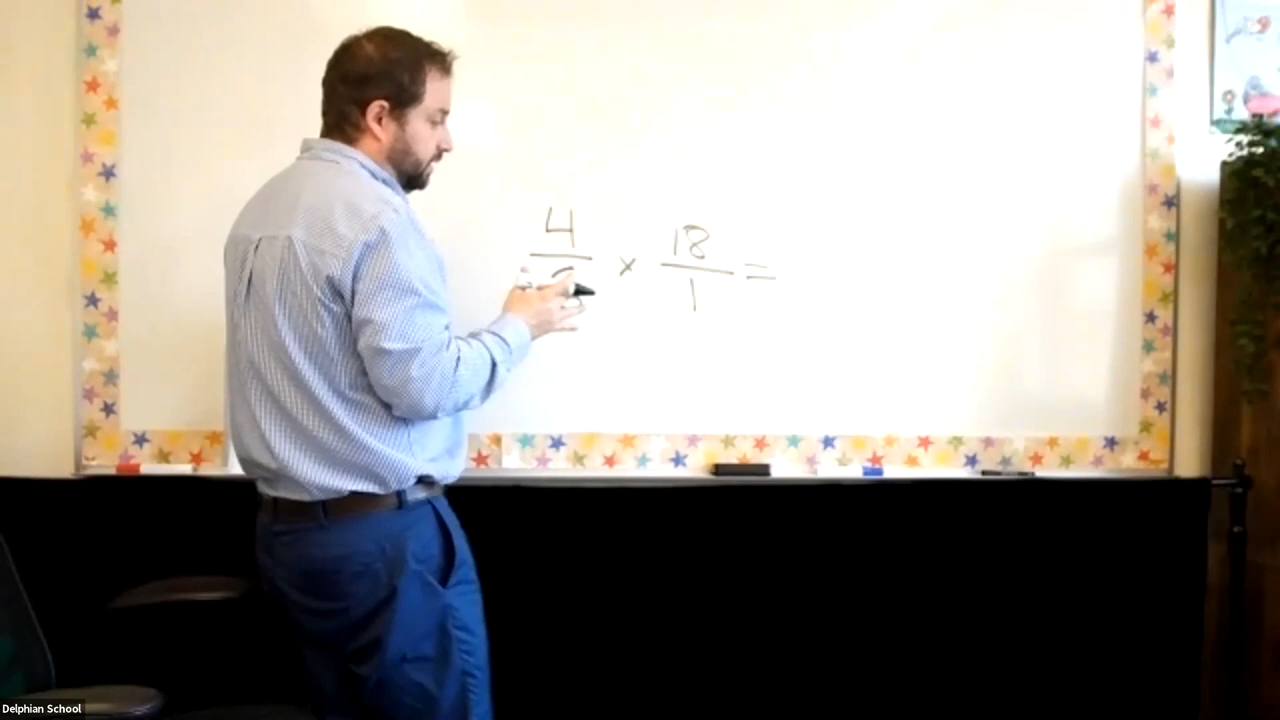 4/ × 18/1 =
Delphian School